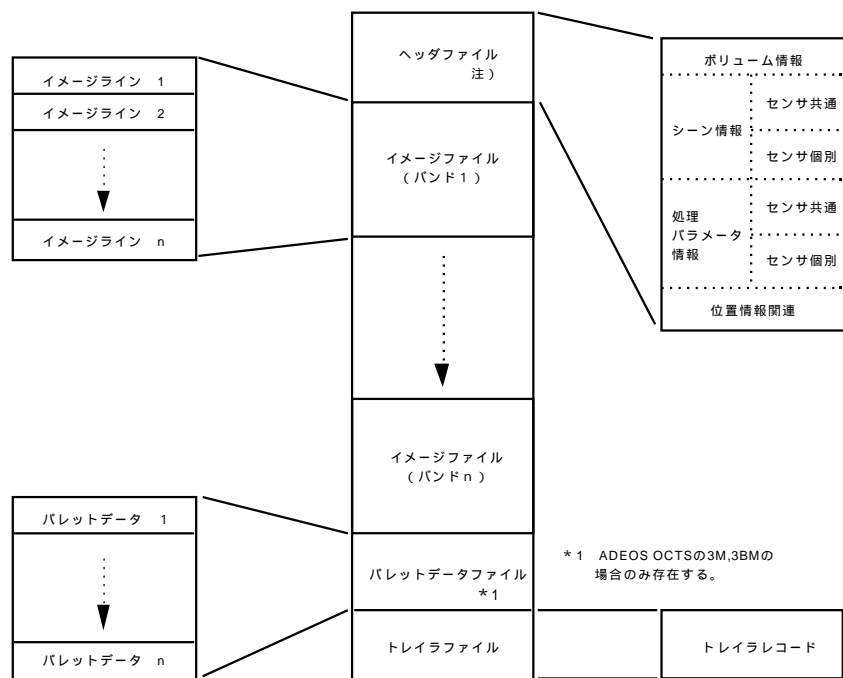 イメージライン 1
イメージライン 2
イメージライン n
パレットデータ 1
パレットデータ n
ヘッダファイル
注)
イメージファイル
(バンド1)
イメージファイル
(バンドn)
パレットデータファイル
*1
トレイラファイル
ボリューム情報
シーン情報
センサ共通
センサ個別
処理
パラメータ
情報
センサ共通
センサ個別
位置情報関連
*1 ADEOS OCTSの3M,3BMの
場合のみ存在する。
トレイラレコード